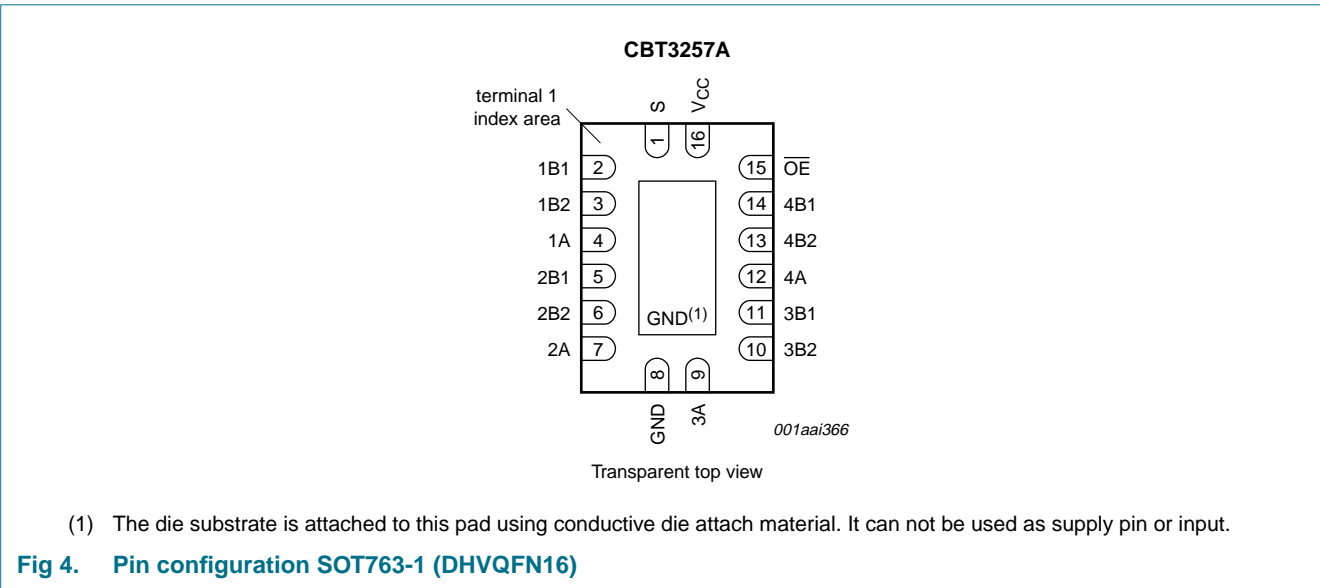 CBT3257A
terminal 1
index area
S
VCC
1
16
1B1 2 15 OE
1B2 3 14 4B1
1A 4 13 4B2
2B1 5 12 4A
2B2 6 GND(1) 11 3B1
2A 7 10 3B2
8
9
GND
3A
001aai366
Transparent top view
(1) The die substrate is attached to this pad using conductive die attach material. It can not be used as supply pin or input.
Fig 4. Pin configuration SOT763-1 (DHVQFN16)